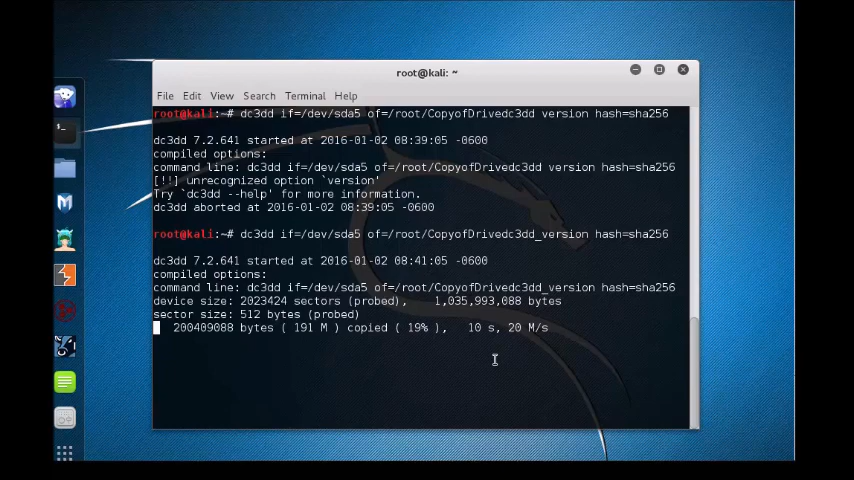 root@kali: ~
File Edit View Search Terminal Help
root@kali:~# dc3dd if=/dev/sda5 of=/root/CopyofDrivedc3dd version hash=sha256
dc3dd 7.2.641 started at 2016-01-02 08:39:05 -0600
compiled options:
command line: dc3dd if=/dev/sda5 of=/root/CopyofDrivedc3dd version hash=sha256
[!!] unrecognized option `version'
Try `dc3dd --help' for more information.
dc3dd aborted at 2016-01-02 08:39:05 -0600
root@kali:~# dc3dd if=/dev/sda5 of=/root/CopyofDrivedc3dd_version hash=sha256
dc3dd 7.2.641 started at 2016-01-02 08:41:05 -0600
compiled options:
command line: dc3dd if=/dev/sda5 of=/root/CopyofDrivedc3dd_version hash=sha256
device size: 2023424 sectors (probed), 1,035,993,088 bytes
sector size: 512 bytes (probed)
200409088 bytes ( 191 M ) copied ( 19% ), 10 s, 20 M/s